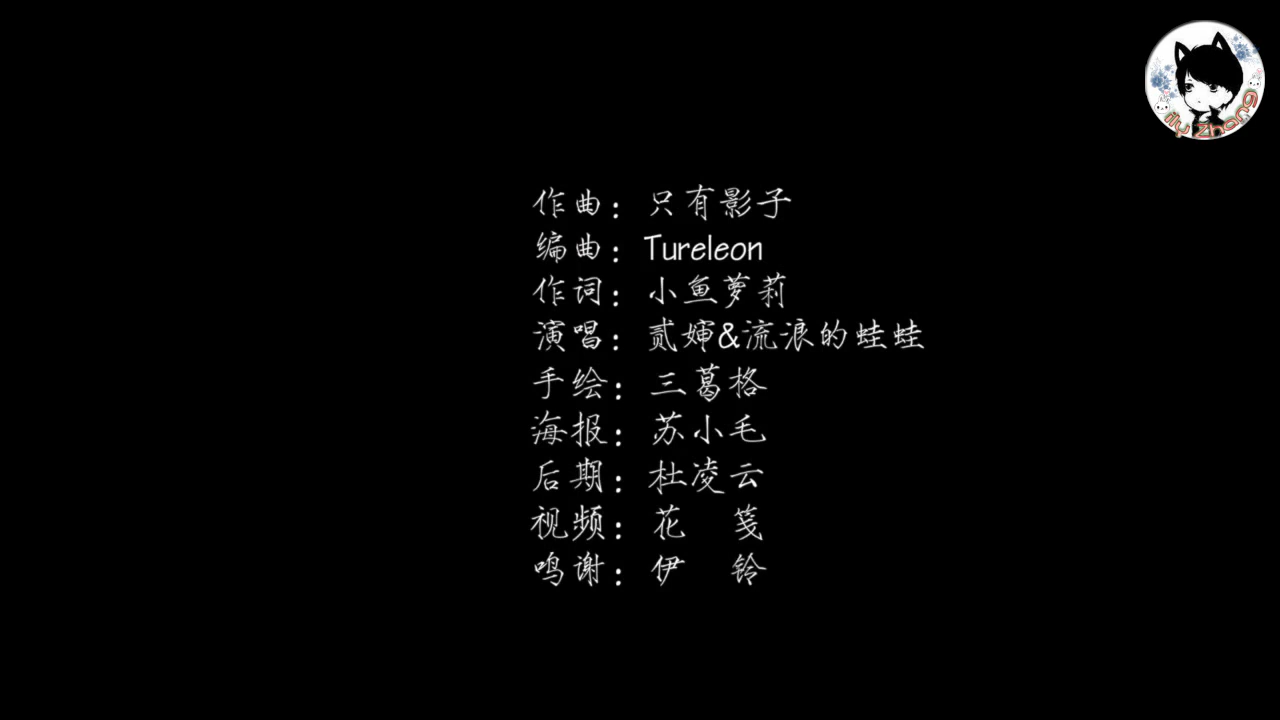 作曲：只有影子
编曲：Tureleon
作词：小鱼萝莉
演唱：贰婶&流浪的蛙蛙
手绘：三葛格
海报：苏小毛
后期：杜凌云
视频：花 笺
鸣谢：伊 铃
ily Zhang